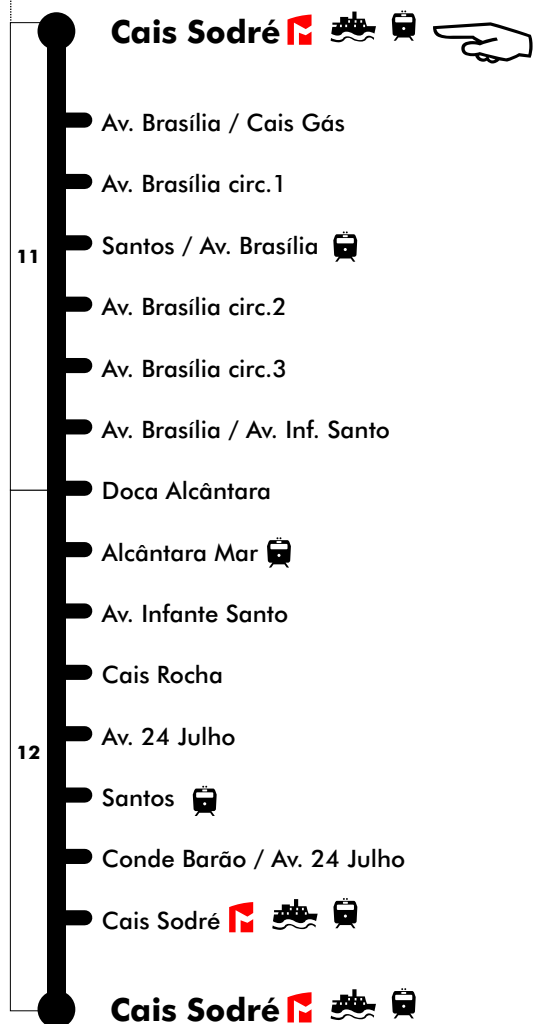 Cais Sodré
Av. Brasília / Cais Gás
Av. Brasília circ.1
Santos / Av. Brasília
11
Av. Brasília circ.2
Av. Brasília circ.3
Av. Brasília / Av. Inf. Santo
Doca Alcântara
Alcântara Mar
Av. Infante Santo
Cais Rocha
Av. 24 Julho
12
Santos
Conde Barão / Av. 24 Julho
Cais Sodré
Cais Sodré